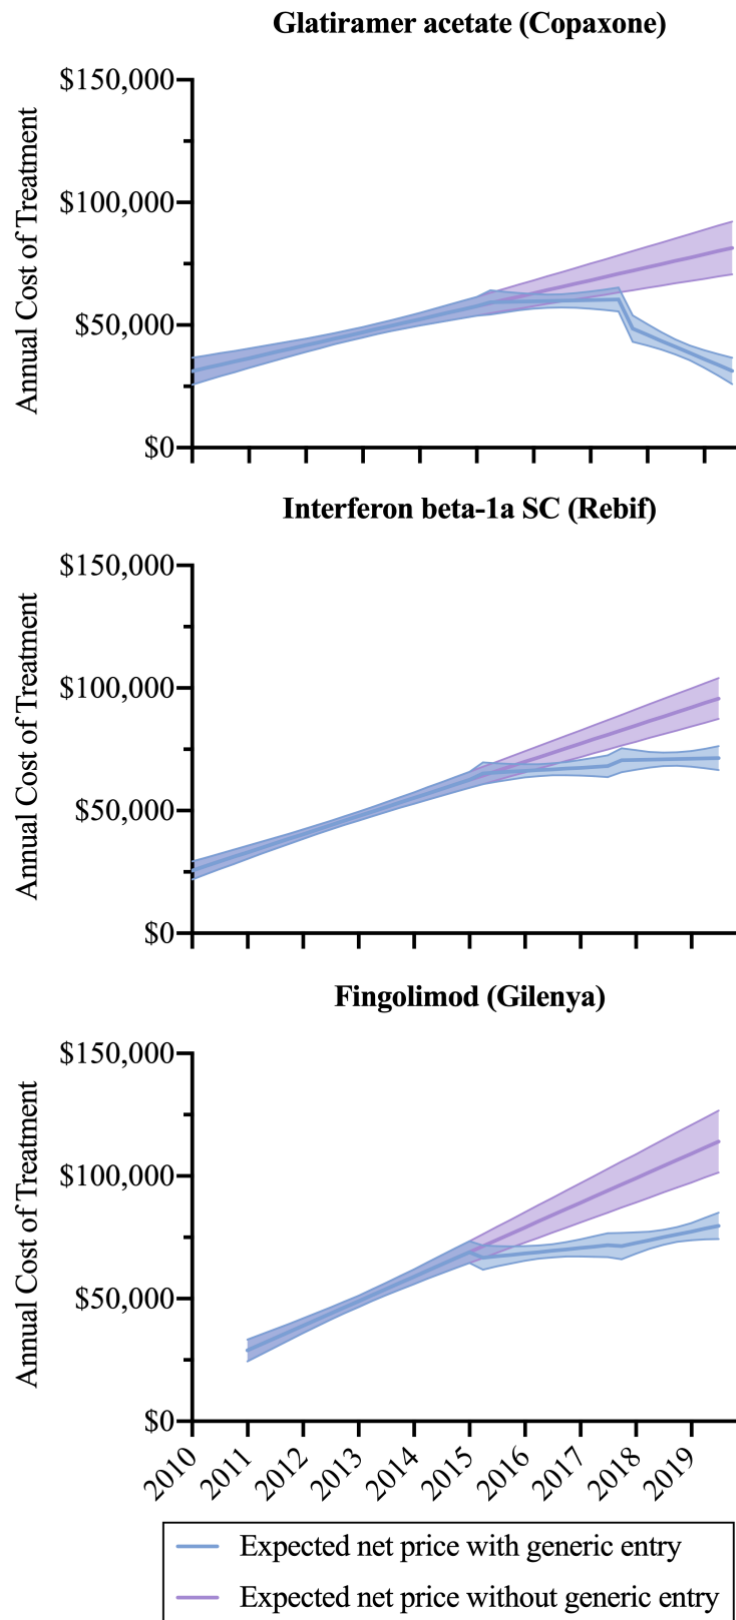 Glatiramer acetate (Copaxone)
Annual Cost of Treatment
$150,000
$100,000
$50,000
$0
Interferon beta-1a SC (Rebif)
Annual Cost of Treatment
$150,000
$100,000
$50,000
$0
Fingolimod (Gilenya)
Annual Cost of Treatment
$150,000
$100,000
$50,000
$0
2010
2011
2012
2013
2014
2015
2016
2017
2018
2019
Expected net price with generic entry
Expected net price without generic entry